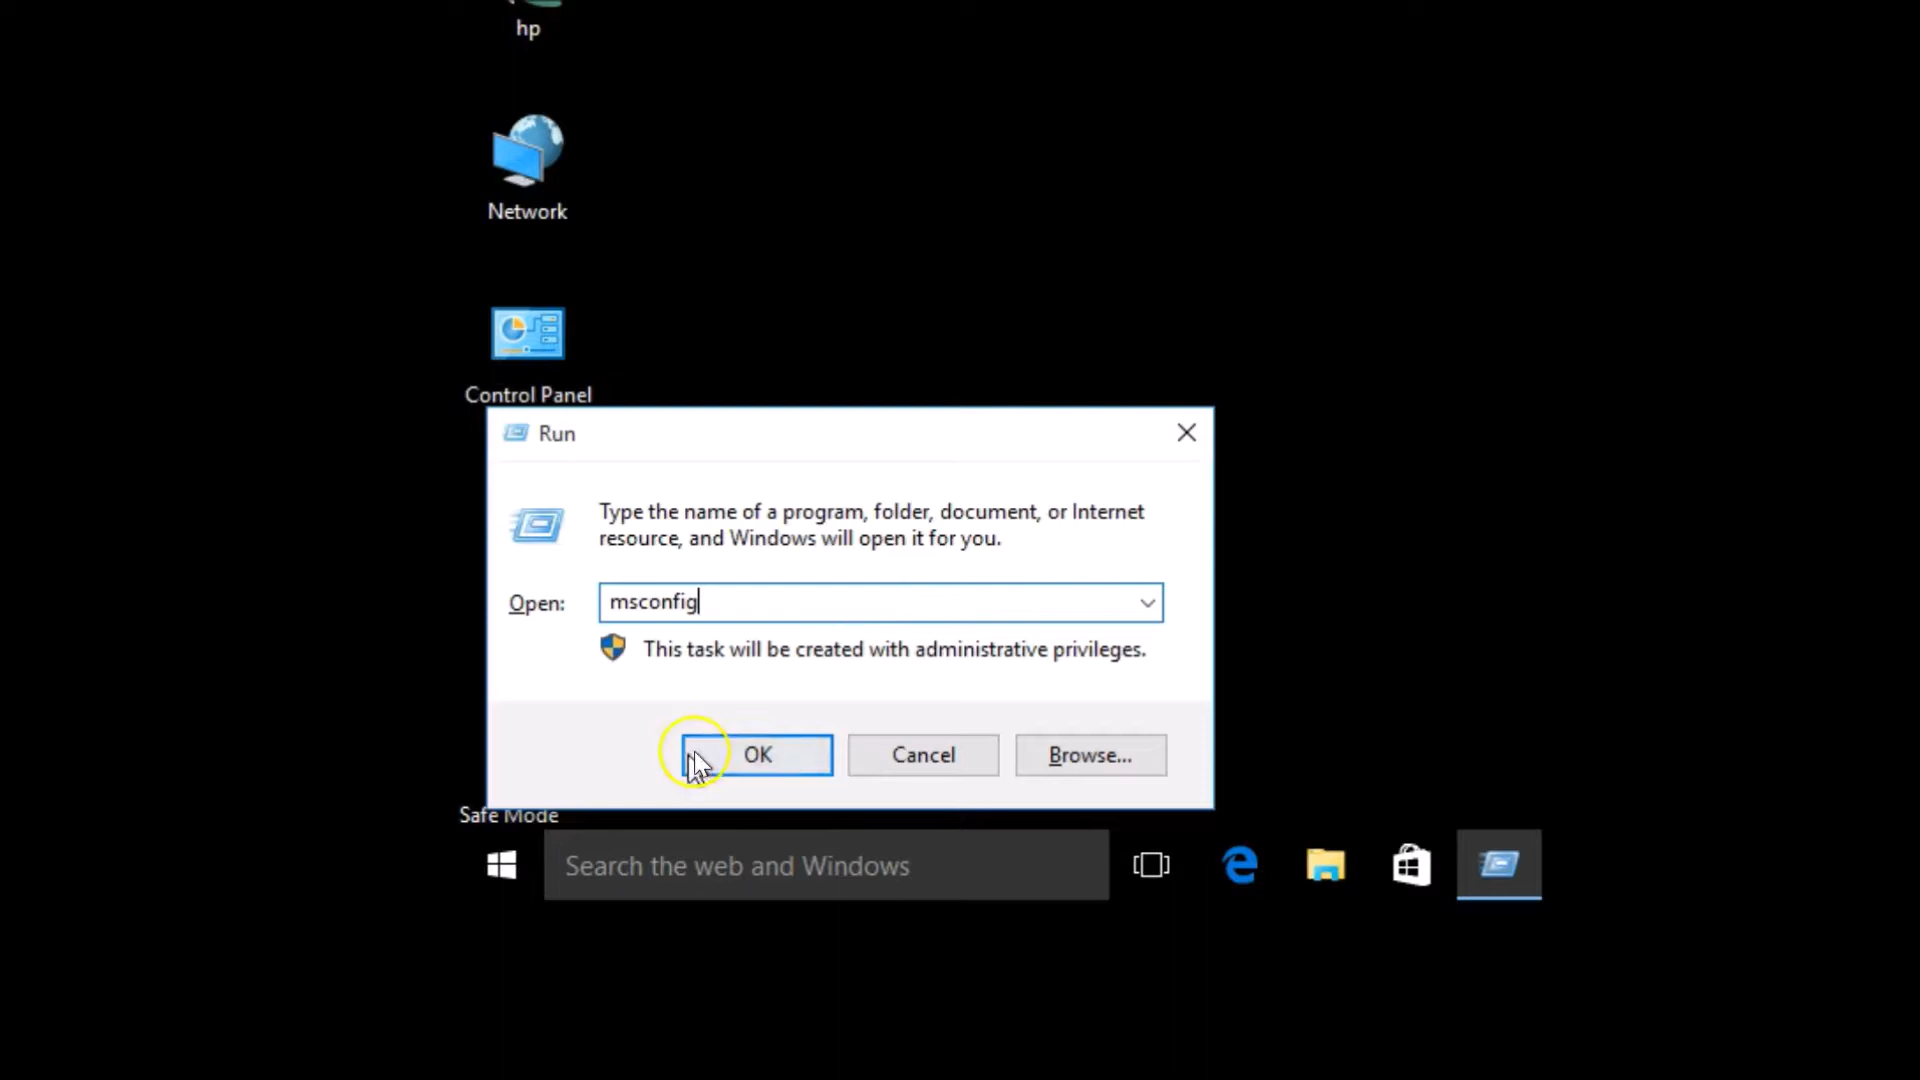 hp
Network
Control Panel
Run
Type the name of a program, folder, document, or Internet
resource, and Windows will open it for you.
Open: msconfig
This task will be created with administrative privileges.
OK Cancel Browse...
Safe Mode
Search the web and Windows